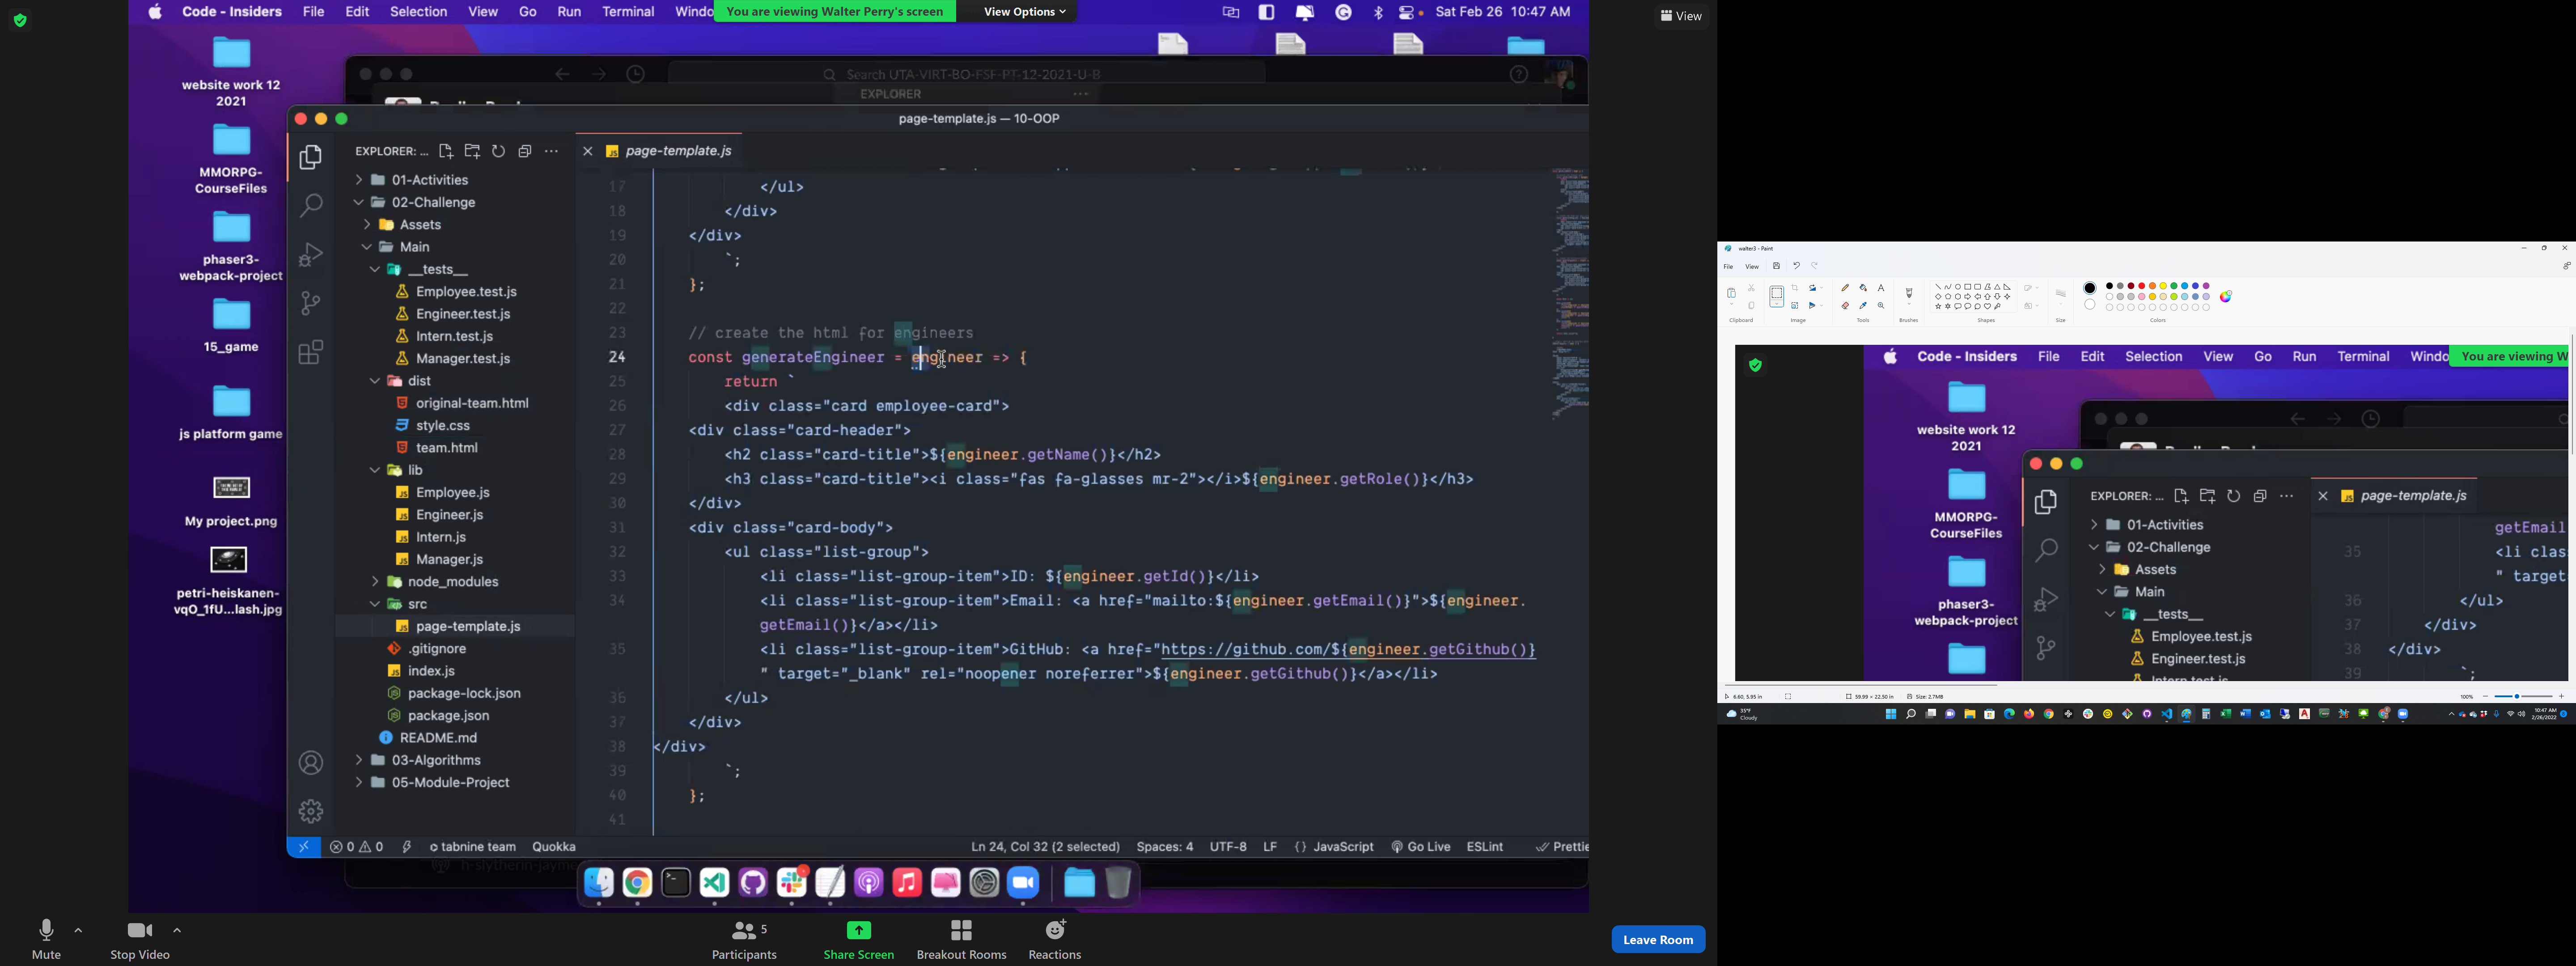 Code - Insiders File Edit Selection View Go Run Terminal Windo
You are viewing Walter Perry's screen View Options
Sat Feb 26 10:47 AM
View
website work 12
2021
MMORPG-
CourseFiles
phaser3-
webpack-project
15_game
js platform game
My project.png
petri-heiskanen-
vqO_1fU...lash.jpg
Search UTA-VIRT-BO-FSF-PT-12-2021-U-B
EXPLORER
page-template.js — 10-OOP
EXPLORER: ...
page-template.js
01-Activities
02-Challenge
Assets
Main
__tests__
Employee.test.js
Engineer.test.js
Intern.test.js
Manager.test.js
dist
original-team.html
style.css
team.html
lib
Employee.js
Engineer.js
Intern.js
Manager.js
node_modules
src
page-template.js
.gitignore
index.js
package-lock.json
package.json
README.md
03-Algorithms
05-Module-Project
17 </ul>
18 </div>
19 </div>
20 `;
21 };
22
23 // create the html for engineers
24 const generateEngineer = engineer => {
25 return `
26 <div class="card employee-card">
27 <div class="card-header">
28 <h2 class="card-title">${engineer.getName()}</h2>
29 <h3 class="card-title"><i class="fas fa-glasses mr-2"></i>${engineer.getRole()}</h3>
30 </div>
31 <div class="card-body">
32 <ul class="list-group">
33 <li class="list-group-item">ID: ${engineer.getId()}</li>
34 <li class="list-group-item">Email: <a href="mailto:${engineer.getEmail()}">${engineer.
getEmail()}</a></li>
35 <li class="list-group-item">GitHub: <a href="https://github.com/${engineer.getGithub()}
" target="_blank" rel="noopener noreferrer">${engineer.getGithub()}</a></li>
36 </ul>
37 </div>
38 </div>
39 `;
40 };
41
0 0 tabnine team Quokka
Ln 24, Col 32 (2 selected) Spaces: 4 UTF-8 LF {} JavaScript Go Live ESLint Prettie
h-slytherin-jayme
Mute
Stop Video
5
Participants
Share Screen
Breakout Rooms
Reactions
Leave Room
walter3 - Paint
File View
Clipboard Image Tools Brushes Shapes Size Colors
Code - Insiders File Edit Selection View Go Run Terminal Windo
You are viewing W
website work 12
2021
MMORPG-
CourseFiles
phaser3-
webpack-project
EXPLORER: ...
page-template.js
01-Activities
02-Challenge
Assets
Main
__tests__
Employee.test.js
Engineer.test.js
getEmail
35 <li clas
" target
36 </ul>
37 </div>
38 </div>
39 `;
6.60, 5.95 in
59.99 × 22.50 in
Size: 2.7MB
100%
35°F
Cloudy
10:47 AM
2/26/2022